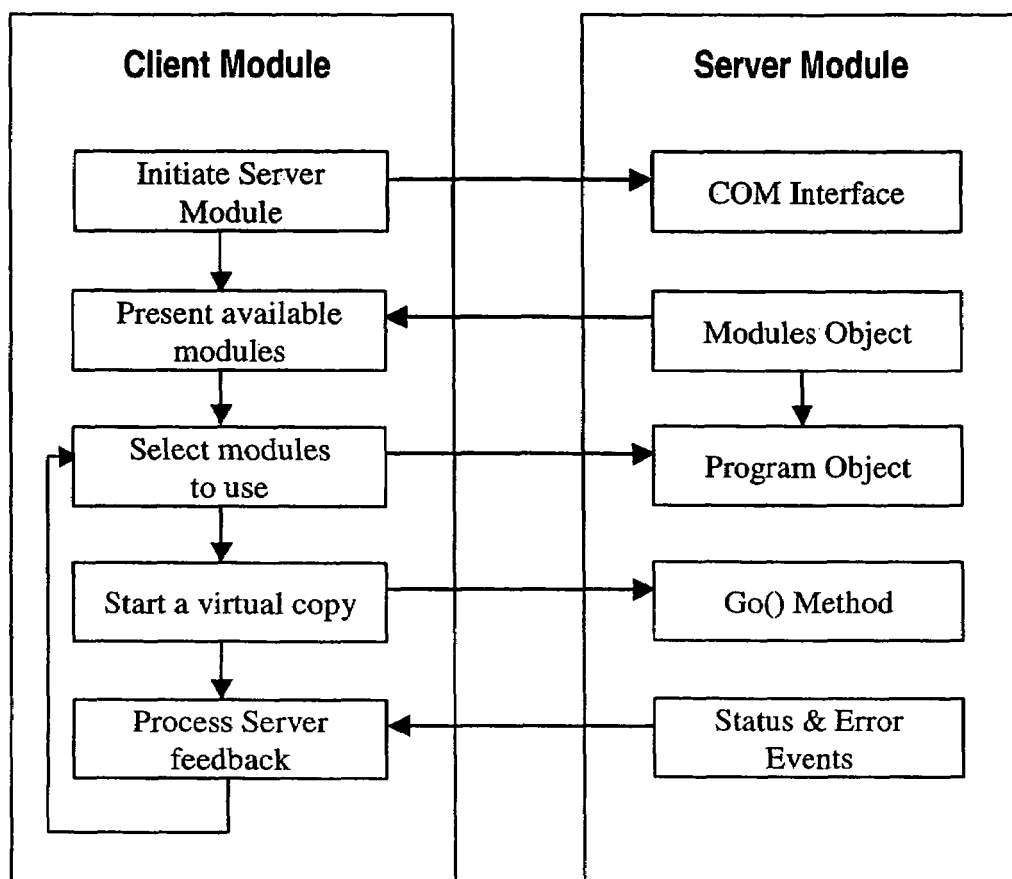 Client Module
Initiate Server
Module
Present available
modules
Select modules
to use
Start a virtual copy
Process Server
feedback
Server Module
COM Interface
Modules Object
Program Object
Go() Method
Status & Error
Events